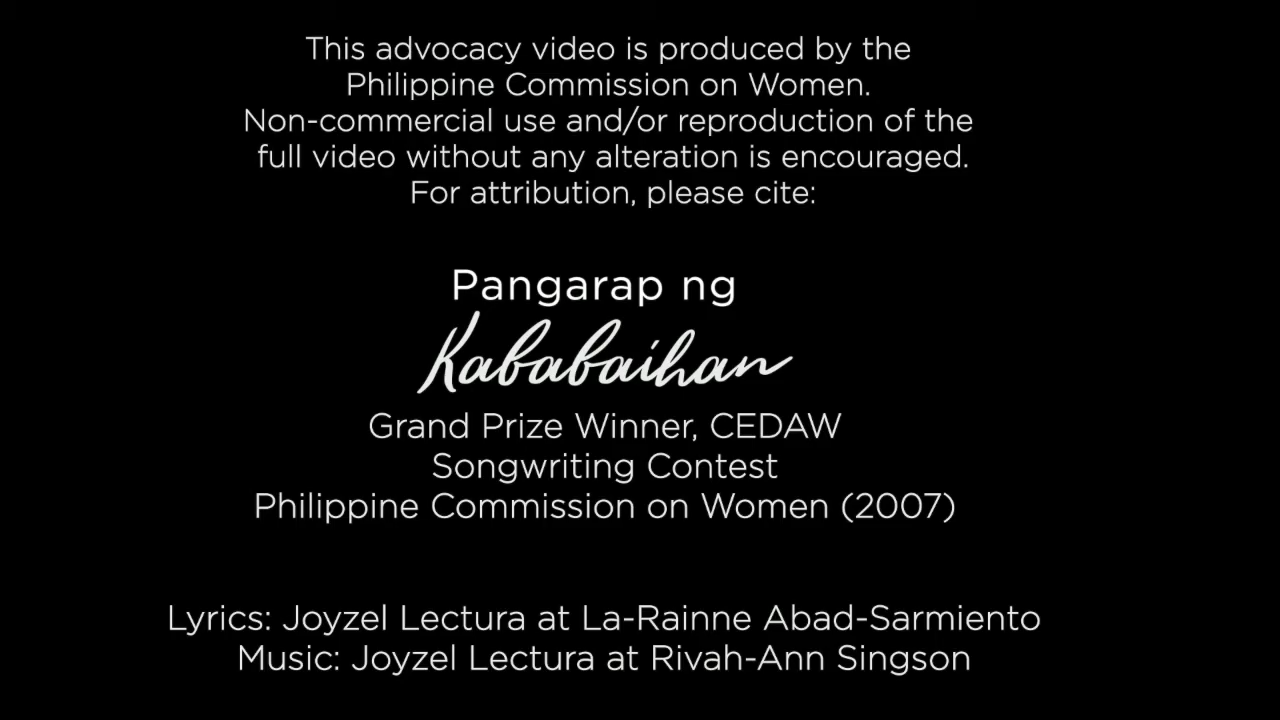 This advocacy video is produced by the
Philippine Commission on Women.
Non-commercial use and/or reproduction of the
full video without any alteration is encouraged.
For attribution, please cite:
Pangarap ng
Kababaihan
Grand Prize Winner, CEDAW
Songwriting Contest
Philippine Commission on Women (2007)
Lyrics: Joyzel Lectura at La-Rainne Abad-Sarmiento
Music: Joyzel Lectura at Rivah-Ann Singson